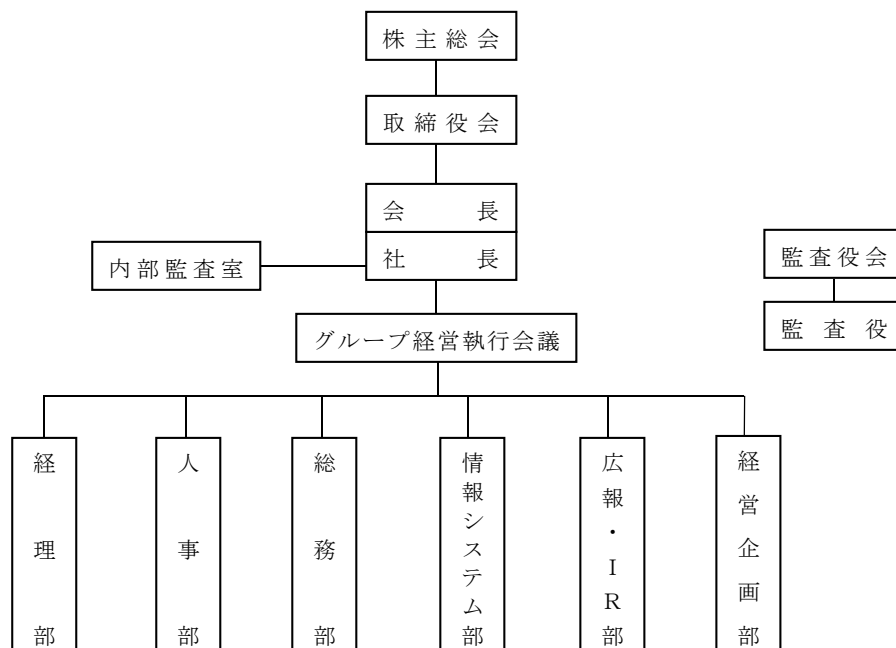 株主総会
取締役会
会長
社長
内部監査室
監査役会
監査役
グループ経営執行会議
経理部
人事部
総務部
情報システム部
広報・IR部
経営企画部